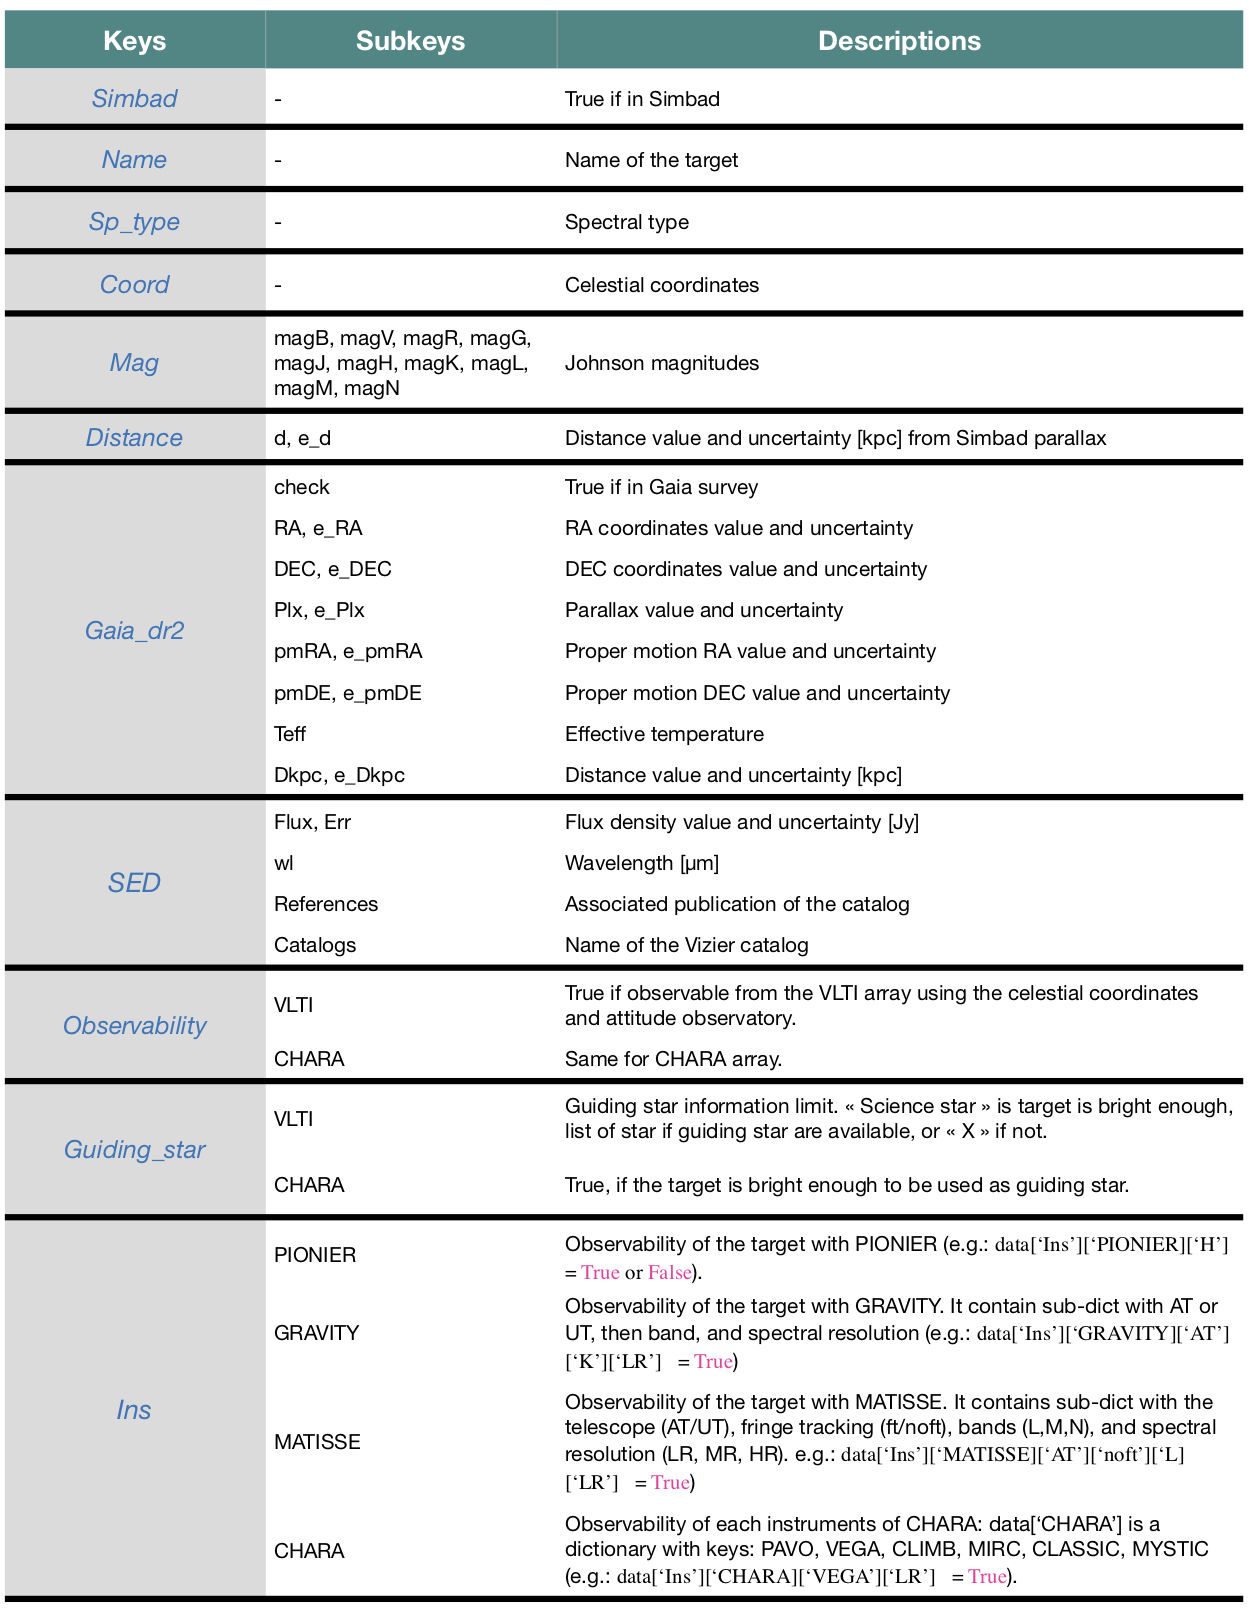 Keys Subkeys Descriptions
Simbad - True if in Simbad
Name - Name of the target
Sp_type - Spectral type
Coord - Celestial coordinates
Mag
magB, magV, magR, magG,
magJ, magH, magK, magL,
magM, magN
Johnson magnitudes
Distance d, e_d Distance value and uncertainty [kpc] from Simbad parallax
Gaia_dr2
check True if in Gaia survey
RA, e_RA RA coordinates value and uncertainty
DEC, e_DEC DEC coordinates value and uncertainty
Plx, e_Plx Parallax value and uncertainty
pmRA, e_pmRA Proper motion RA value and uncertainty
pmDE, e_pmDE Proper motion DEC value and uncertainty
Teff Effective temperature
Dkpc, e_Dkpc Distance value and uncertainty [kpc]
SED
Flux, Err Flux density value and uncertainty [Jy]
wl Wavelength [µm]
References Associated publication of the catalog
Catalogs Name of the Vizier catalog
Observability
VLTI
True if observable from the VLTI array using the celestial coordinates
and attitude observatory.
CHARA Same for CHARA array.
Guiding_star
VLTI
Guiding star information limit. « Science star » is target is bright enough,
list of star if guiding star are available, or « X » if not.
CHARA True, if the target is bright enough to be used as guiding star.
Ins
PIONIER
Observability of the target with PIONIER (e.g.: data[‘Ins’][‘PIONIER][‘H’]
= True or False).
GRAVITY
Observability of the target with GRAVITY. It contain sub-dict with AT or
UT, then band, and spectral resolution (e.g.: data[‘Ins’][‘GRAVITY][‘AT’]
[‘K’][‘LR’] = True)
MATISSE
Observability of the target with MATISSE. It contains sub-dict with the
telescope (AT/UT), fringe tracking (ft/noft), bands (L,M,N), and spectral
resolution (LR, MR, HR). e.g.: data[‘Ins’][‘MATISSE][‘AT’][‘noft’][‘L]
[‘LR’] = True)
CHARA
Observability of each instruments of CHARA: data[‘CHARA’] is a
dictionary with keys: PAVO, VEGA, CLIMB, MIRC, CLASSIC, MYSTIC
(e.g.: data[‘Ins’][‘CHARA][‘VEGA’][‘LR’] = True).